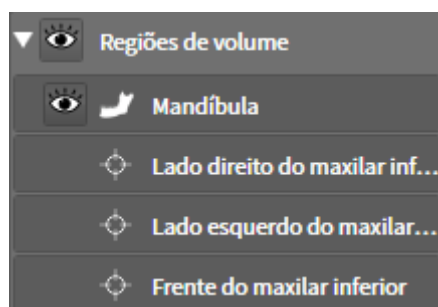 Regiões de volume
Mandíbula
Lado direito do maxilar inf...
Lado esquerdo do maxilar...
Frente do maxilar inferior